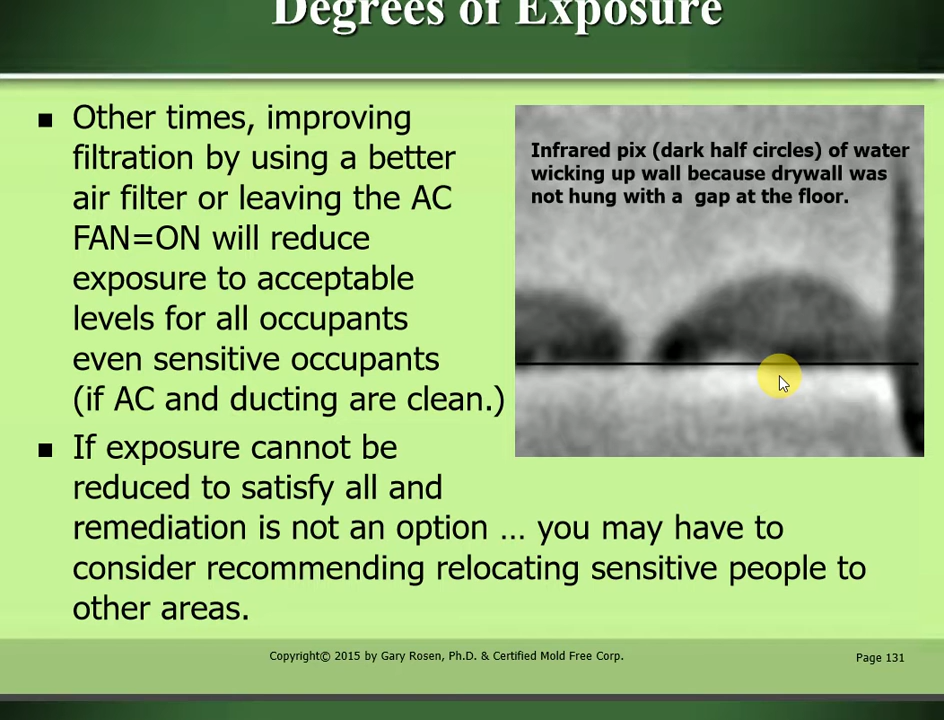 Degrees of Exposure
Other times, improving
filtration by using a better
air filter or leaving the AC
FAN=ON will reduce
exposure to acceptable
levels for all occupants
even sensitive occupants
(if AC and ducting are clean.)
Infrared pix (dark half circles) of water
wicking up wall because drywall was
not hung with a  gap at the floor.
If exposure cannot be
reduced to satisfy all and
remediation is not an option … you may have to
consider recommending relocating sensitive people to
other areas.
Copyright© 2015 by Gary Rosen, Ph.D. & Certified Mold Free Corp.
Page 131